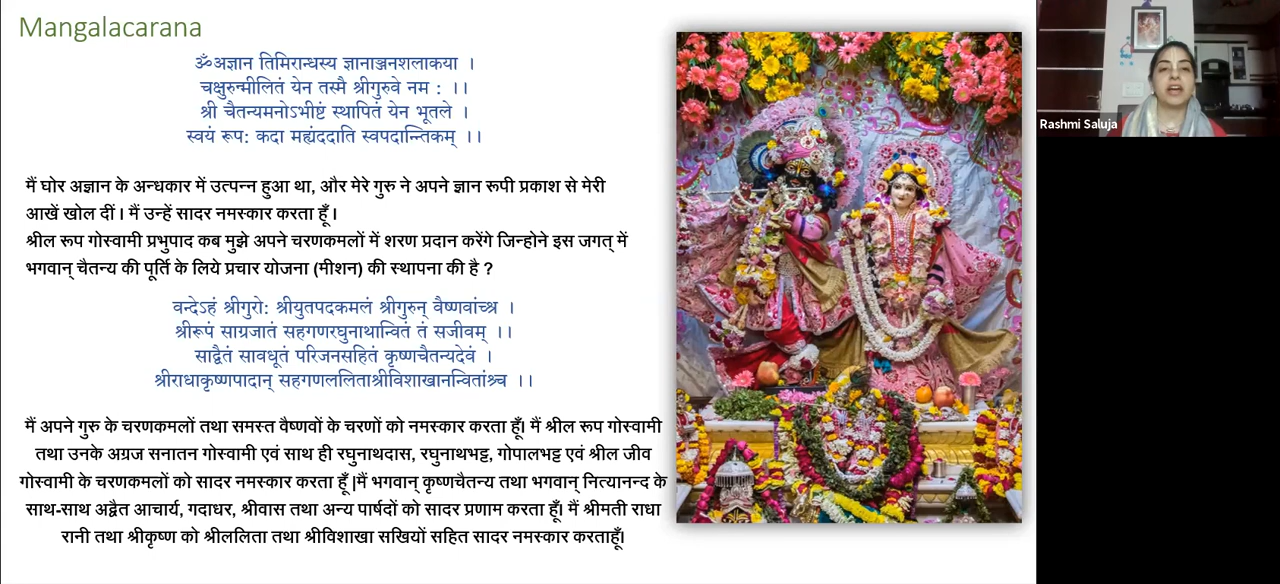 Mangalacarana
ॐअज्ञान तिमिरान्धस्य ज्ञानाञ्जनशलाकया ।
चक्षुरुन्मीलितं येन तस्मै श्रीगुरुवे नम : ।।
श्री चैतन्यमनोऽभीष्टं स्थापितं येन भूतले ।
स्वयं रूप: कदा मह्यंददाति स्वपदान्तिकम् ।।
मैं घोर अज्ञान के अन्धकार में उत्पन्न हुआ था, और मेरे गुरु ने अपने ज्ञान रूपी प्रकाश से मेरी
आखें खोल दीं । मैं उन्हें सादर नमस्कार करता हूँ ।
श्रील रूप गोस्वामी प्रभुपाद कब मुझे अपने चरणकमलों में शरण प्रदान करेंगे जिन्होने इस जगत् में
भगवान् चैतन्य की पूर्ति के लिये प्रचार योजना (मीशन) की स्थापना की है ?
वन्देऽहं श्रीगुरो: श्रीयुतपदकमलं श्रीगुरुन् वैष्णवांच्श्र ।
श्रीरूपं साग्रजातं सहगणरघुनाथान्वितं तं सजीवम् ।।
साद्वैतं सावधूतं परिजनसहितं कृष्णचैतन्यदेवं ।
श्रीराधाकृष्णपादान् सहगणललिताश्रीविशाखानन्वितांश्र्च ।।
मैं अपने गुरु के चरणकमलों तथा समस्त वैष्णवों के चरणों को नमस्कार करता हूँ। मैं श्रील रूप गोस्वामी
तथा उनके अग्रज सनातन गोस्वामी एवं साथ ही रघुनाथदास, रघुनाथभट्ट, गोपालभट्ट एवं श्रील जीव
गोस्वामी के चरणकमलों को सादर नमस्कार करता हूँ |मैं भगवान् कृष्णचैतन्य तथा भगवान् नित्यानन्द के
साथ-साथ अद्वैत आचार्य, गदाधर, श्रीवास तथा अन्य पार्षदों को सादर प्रणाम करता हूँ। मैं श्रीमती राधा
रानी तथा श्रीकृष्ण को श्रीललिता तथा श्रीविशाखा सखियों सहित सादर नमस्कार करताहूँ।
Rashmi Saluja